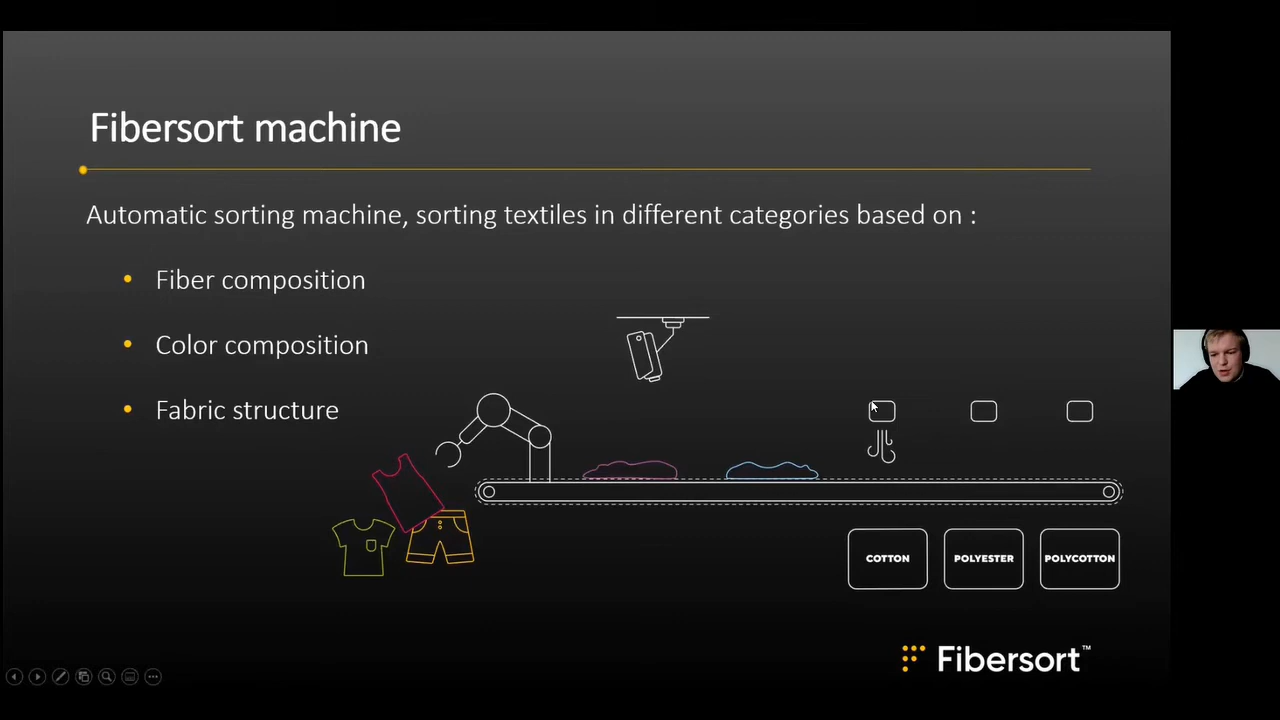 Fibersort machine
Automatic sorting machine, sorting textiles in different categories based on :
• Fiber composition
• Color composition
• Fabric structure
COTTON
POLYESTER
POLYCOTTON
Fibersort™